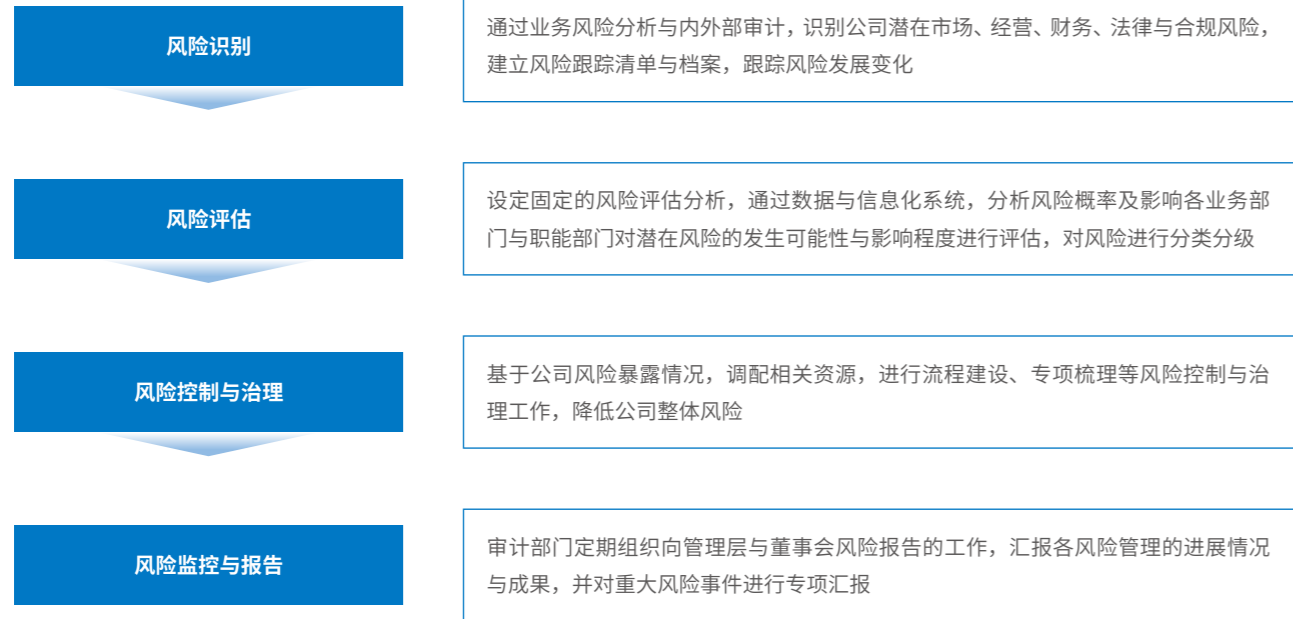 风险识别
通过业务风险分析与内外部审计，识别公司潜在市场、经营、财务、法律与合规风险，
建立风险跟踪清单与档案，跟踪风险发展变化
风险评估
设定固定的风险评估分析，通过数据与信息化系统，分析风险概率及影响各业务部
门与职能部门对潜在风险的发生可能性与影响程度进行评估，对风险进行分类分级
风险控制与治理
基于公司风险暴露情况，调配相关资源，进行流程建设、专项梳理等风险控制与治
理工作，降低公司整体风险
风险监控与报告
审计部门定期组织向管理层与董事会风险报告的工作，汇报各风险管理的进展情况
与成果，并对重大风险事件进行专项汇报